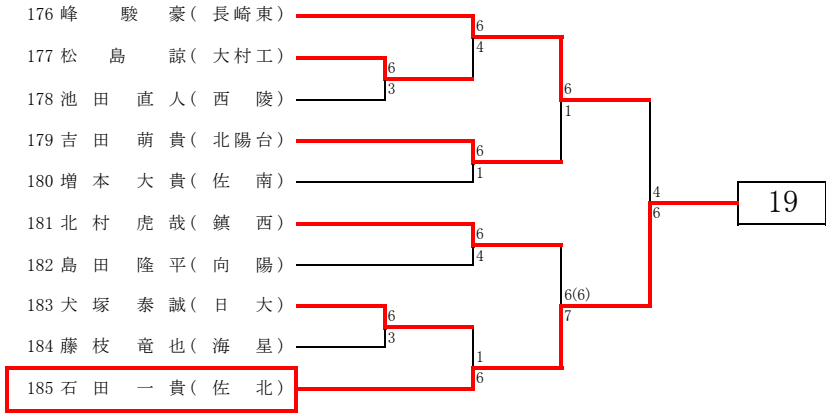 176 峰 駿 豪 ( 長崎東 )
6
4
177 松 島 諒 ( 大村工 )
6
3
178 池 田 直 人 ( 西 陵 )
6
1
179 吉 田 萌 貴 ( 北陽台 )
6
1
180 増 本 大 貴 ( 佐 南 )
4
6
19
181 北 村 虎 哉 ( 鎮 西 )
6
4
182 島 田 隆 平 ( 向 陽 )
6(6)
7
183 犬 塚 泰 誠 ( 日 大 )
6
3
184 藤 枝 竜 也 ( 海 星 )
1
6
185 石 田 一 貴 ( 佐 北 )